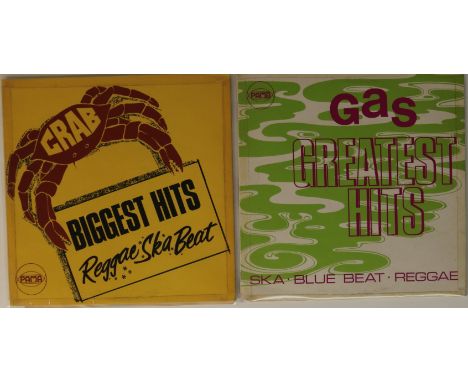 CRAB
BIGGEST HITS
Reggae Ska Beat
PAMA
PAMA
Gas
GREATEST
HITS
SKA · BLUE BEAT · REGGAE